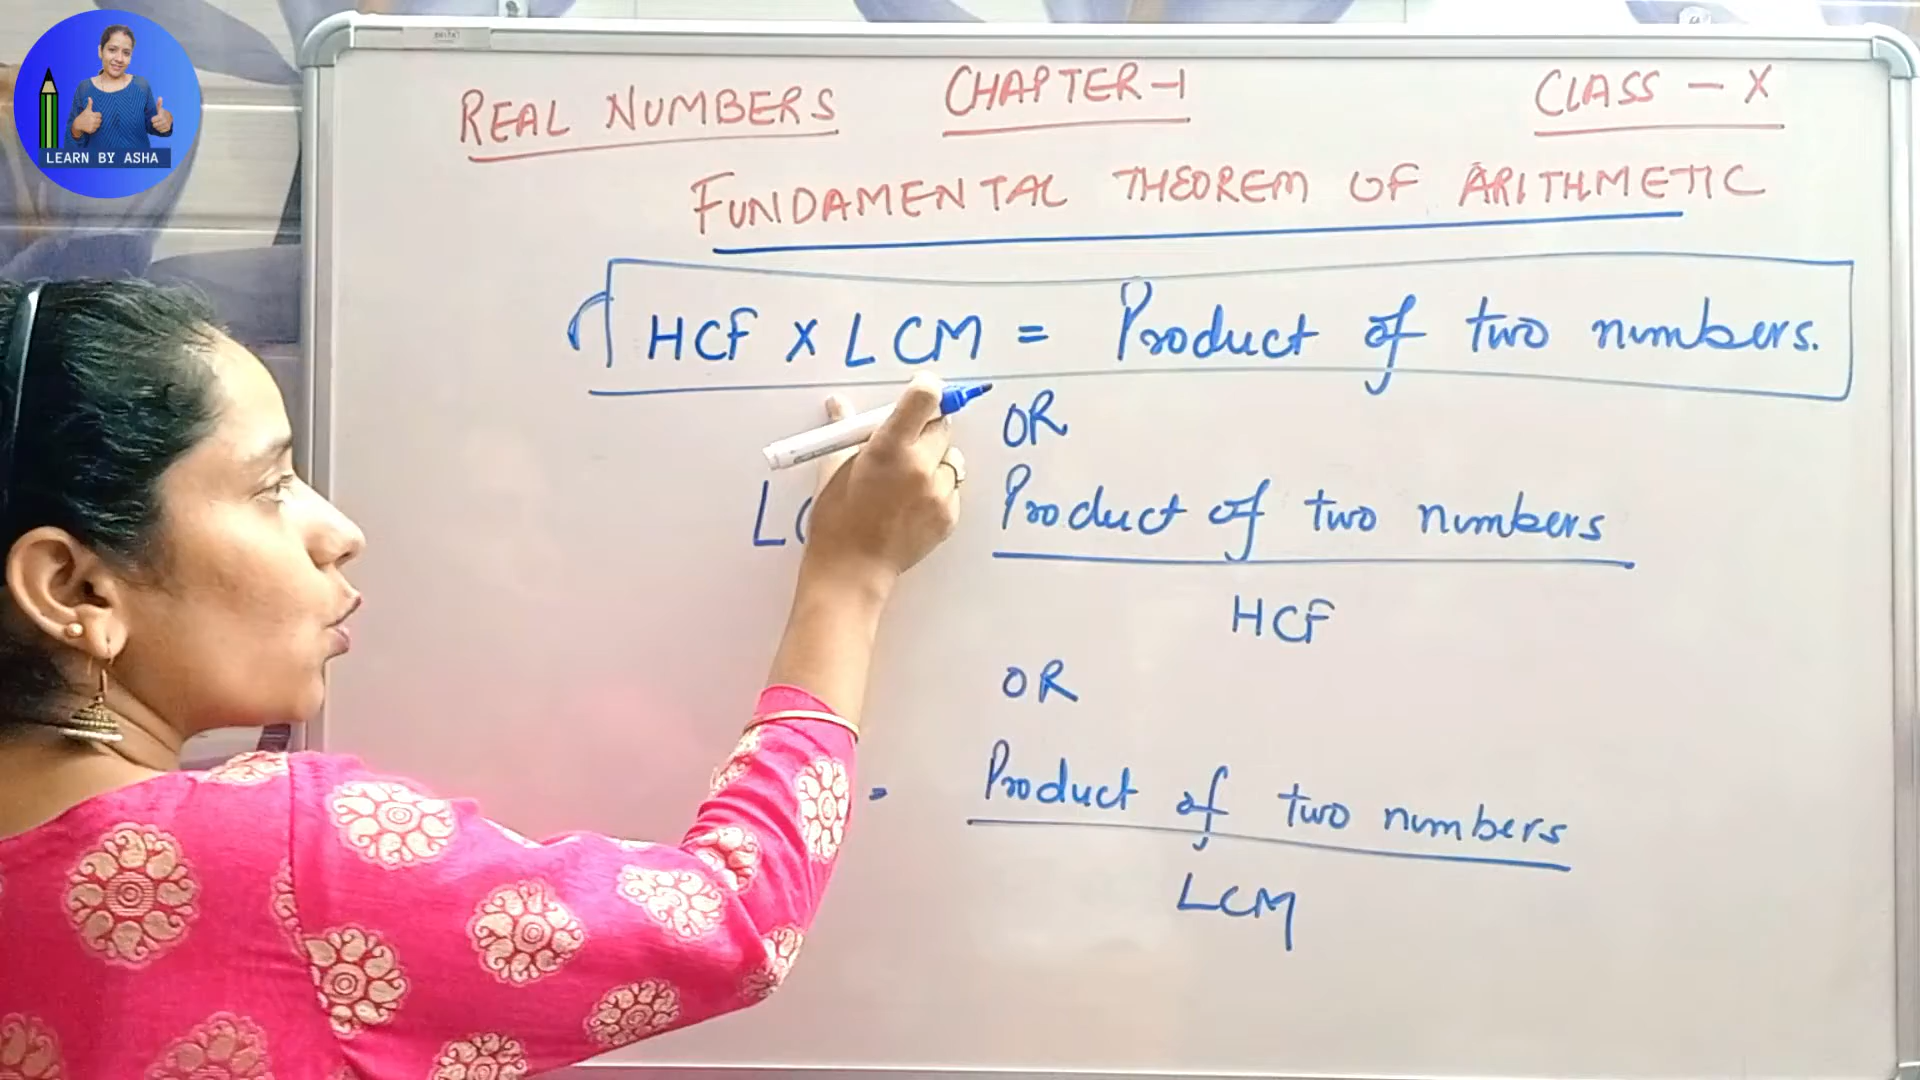 LEARN BY ASHA
REAL NUMBERS CHAPTER-1 CLASS - X
FUNDAMENTAL THEOREM OF ARITHMETIC
HCF X LCM = Product of two numbers.
OR
Product of two numbers
HCF
OR
= Product of two numbers
LCM